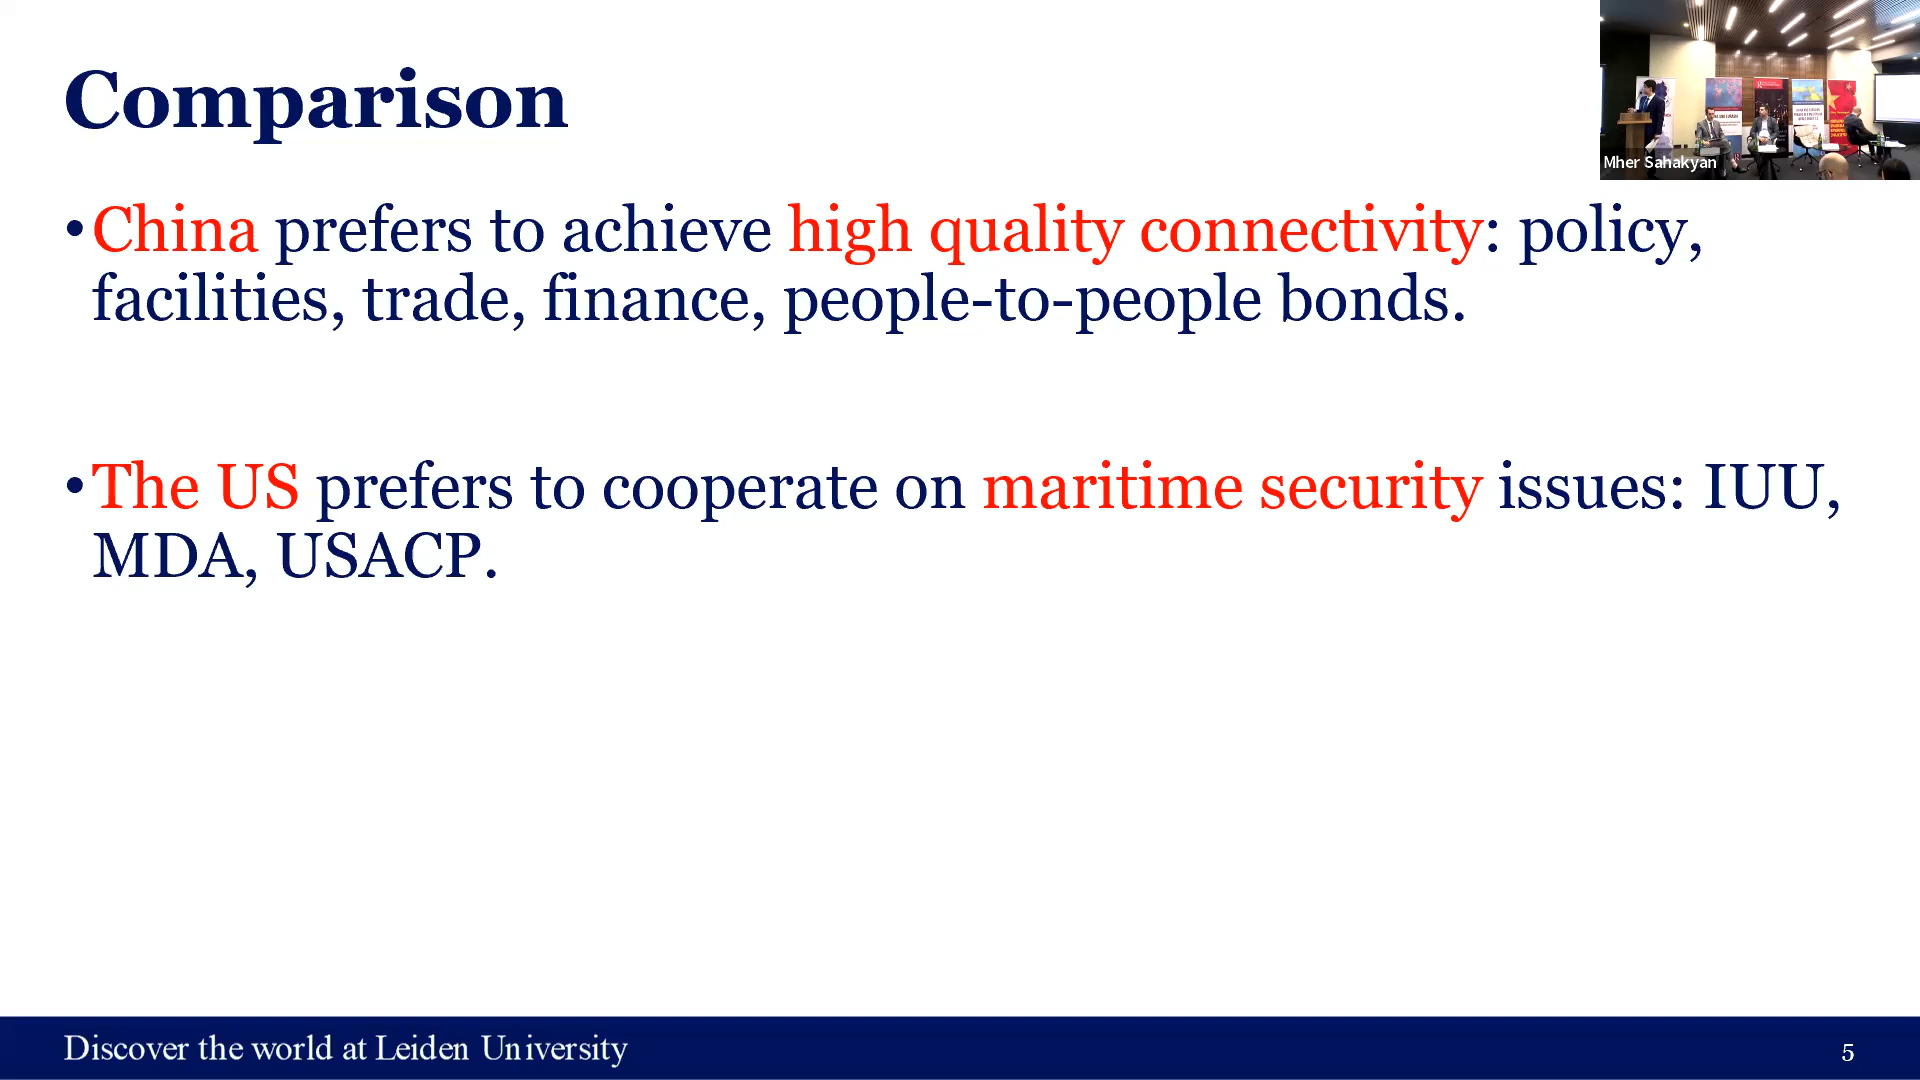 Comparison
Mher Sahakyan
•China prefers to achieve high quality connectivity: policy,
facilities, trade, finance, people-to-people bonds.
•The US prefers to cooperate on maritime security issues: IUU,
MDA, USACP.
Discover the world at Leiden University
5